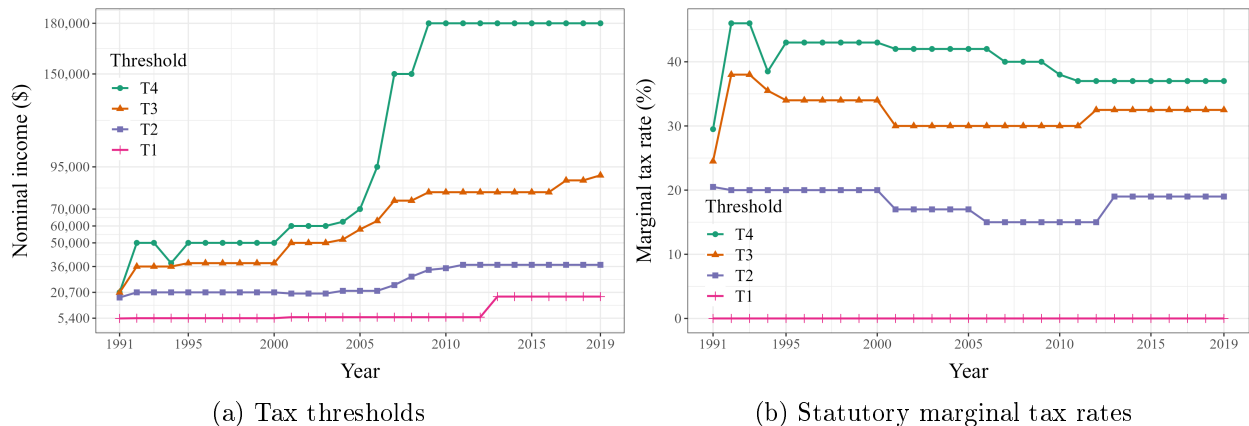 Nominal income ($)
180,000
150,000
95,000
70,000
60,000
50,000
36,000
20,700
5,400
Threshold
T4
T3
T2
T1
1991 1995 2000 2005 2010 2015 2019
Year
(a) Tax thresholds
Marginal tax rate (%)
40
30
20
10
0
Threshold
T4
T3
T2
T1
1991 1995 2000 2005 2010 2015 2019
Year
(b) Statutory marginal tax rates